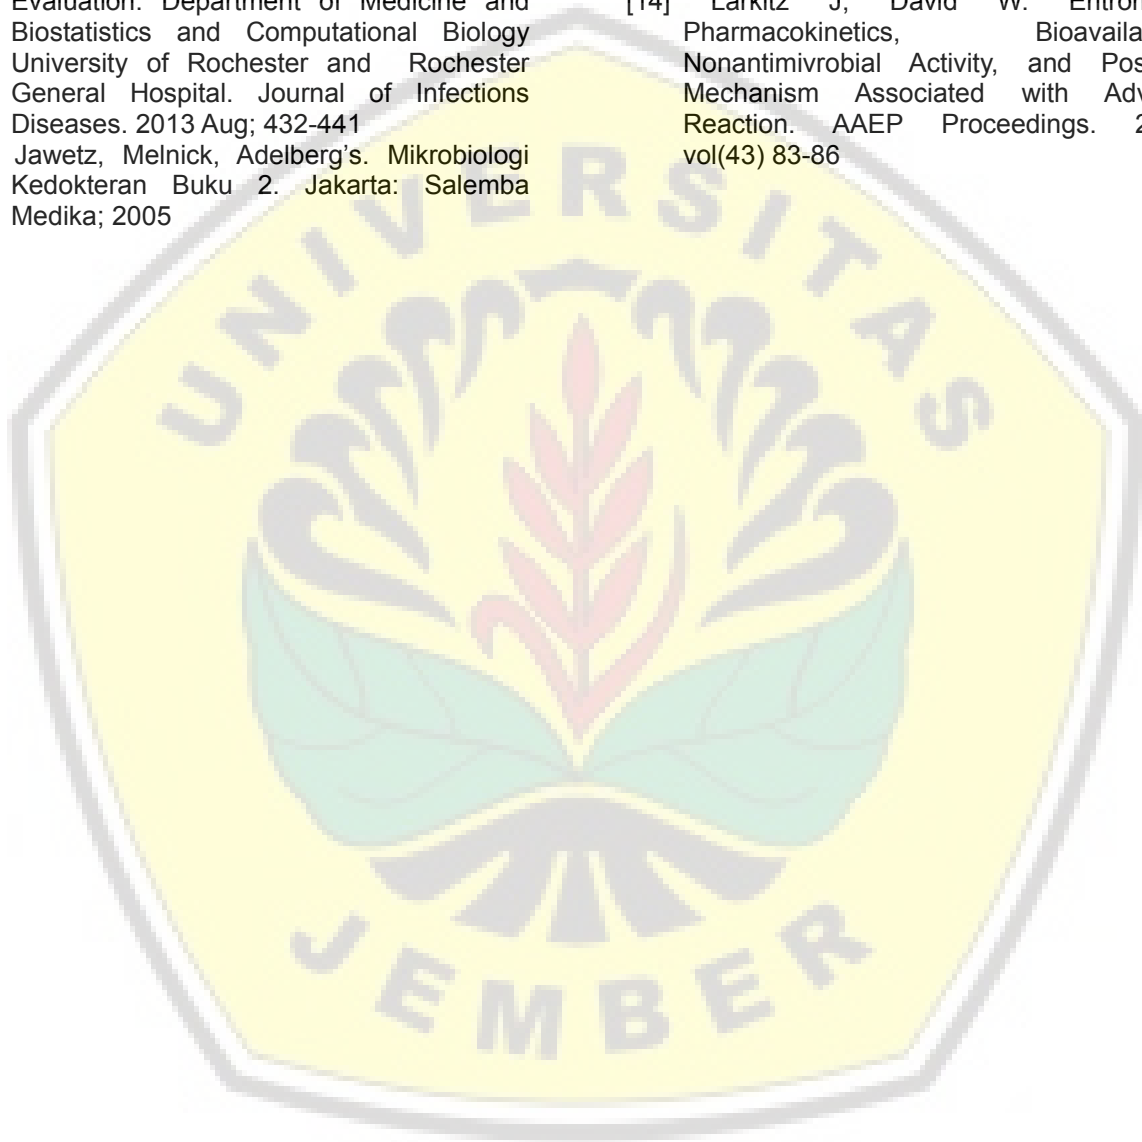 Evaluation. Department of Medicine and
Biostatistics and Computational Biology
University of Rochester and Rochester
General Hospital. Journal of Infections
Diseases. 2013 Aug; 432-441
Jawetz, Melnick, Adelberg's. Mikrobiologi
Kedokteran Buku 2. Jakarta: Salemba
Medika; 2005
[14] Larkitz J, David W.
Pharmacokinetics,
Nonantimivrobial Activity, and
Mechanism Associated with
Reaction. AAEP Proceedings.
vol(43) 83-86
UNIVERSITAS
JEMBER